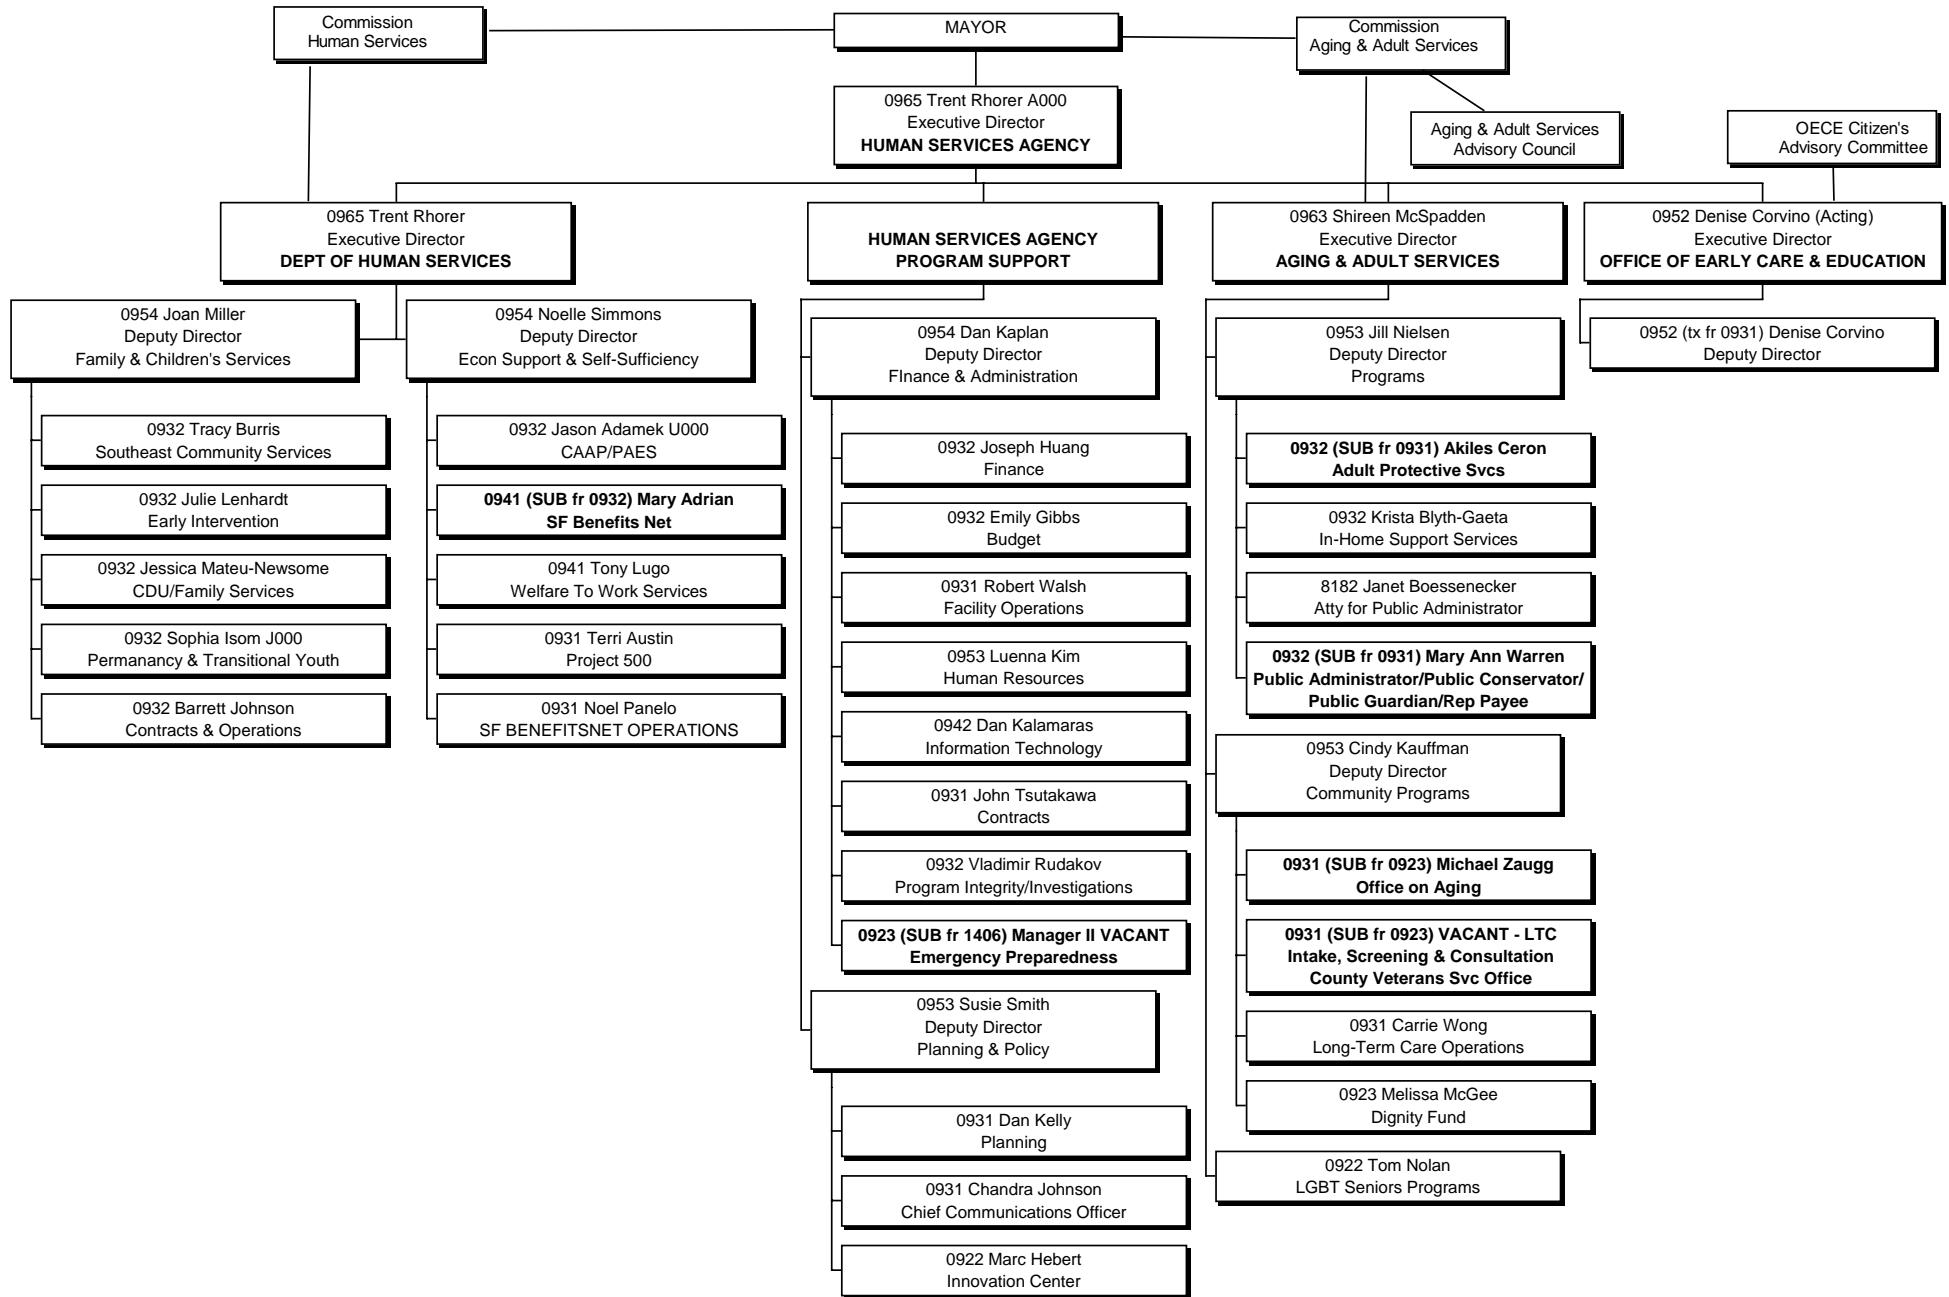 Commission
Human Services
MAYOR
Commission
Aging & Adult Services
0965 Trent Rhorer A000
Executive Director
HUMAN SERVICES AGENCY
Aging & Adult Services
Advisory Council
OECE Citizen's
Advisory Committee
0965 Trent Rhorer
Executive Director
DEPT OF HUMAN SERVICES
HUMAN SERVICES AGENCY
PROGRAM SUPPORT
0963 Shireen McSpadden
Executive Director
AGING & ADULT SERVICES
0952 Denise Corvino (Acting)
Executive Director
OFFICE OF EARLY CARE & EDUCATION
0954 Joan Miller
Deputy Director
Family & Children's Services
0932 Tracy Burris
Southeast Community Services
0932 Julie Lenhardt
Early Intervention
0932 Jessica Mateu-Newsome
CDU/Family Services
0932 Sophia Isom J000
Permanancy & Transitional Youth
0932 Barrett Johnson
Contracts & Operations
0954 Noelle Simmons
Deputy Director
Econ Support & Self-Sufficiency
0932 Jason Adamek U000
CAAP/PAES
0941 (SUB fr 0932) Mary Adrian
SF Benefits Net
0941 Tony Lugo
Welfare To Work Services
0931 Terri Austin
Project 500
0931 Noel Panelo
SF BENEFITSNET OPERATIONS
0954 Dan Kaplan
Deputy Director
FInance & Administration
0932 Joseph Huang
Finance
0932 Emily Gibbs
Budget
0931 Robert Walsh
Facility Operations
0953 Luenna Kim
Human Resources
0942 Dan Kalamaras
Information Technology
0931 John Tsutakawa
Contracts
0932 Vladimir Rudakov
Program Integrity/Investigations
0923 (SUB fr 1406) Manager II VACANT
Emergency Preparedness
0953 Susie Smith
Deputy Director
Planning & Policy
0931 Dan Kelly
Planning
0931 Chandra Johnson
Chief Communications Officer
0922 Marc Hebert
Innovation Center
0953 Jill Nielsen
Deputy Director
Programs
0932 (SUB fr 0931) Akiles Ceron
Adult Protective Svcs
0932 Krista Blyth-Gaeta
In-Home Support Services
8182 Janet Boessenecker
Atty for Public Administrator
0932 (SUB fr 0931) Mary Ann Warren
Public Administrator/Public Conservator/
Public Guardian/Rep Payee
0953 Cindy Kauffman
Deputy Director
Community Programs
0931 (SUB fr 0923) Michael Zaugg
Office on Aging
0931 (SUB fr 0923) VACANT - LTC
Intake, Screening & Consultation
County Veterans Svc Office
0931 Carrie Wong
Long-Term Care Operations
0923 Melissa McGee
Dignity Fund
0922 Tom Nolan
LGBT Seniors Programs
0952 (tx fr 0931) Denise Corvino
Deputy Director